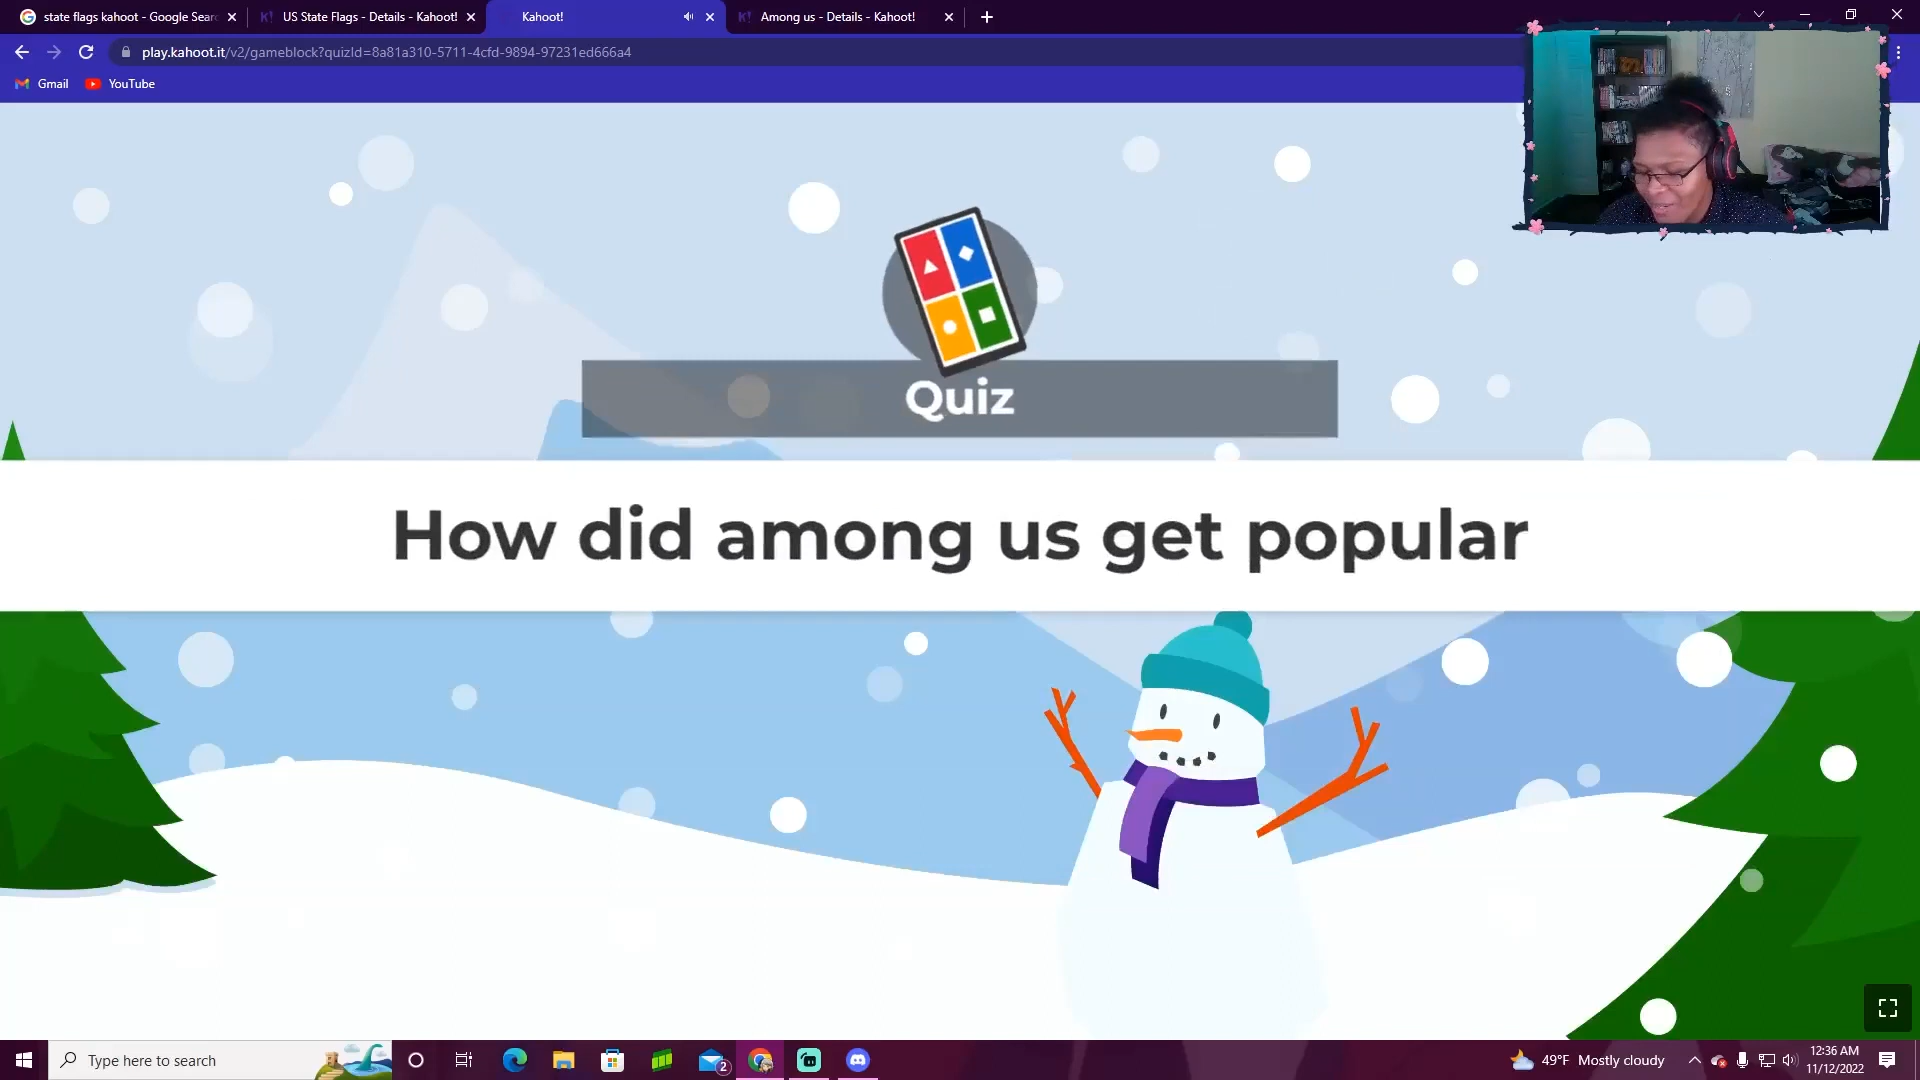 state flags kahoot - Google Sear
US State Flags - Details - Kahoot!
Kahoot!
Among us - Details - Kahoot!
play.kahoot.it/v2/gameblock?quizId=8a81a310-5711-4cfd-9894-97231ed666a4
Gmail
YouTube
Quiz
How did among us get popular
Type here to search
2
49°F Mostly cloudy
12:36 AM
11/12/2022